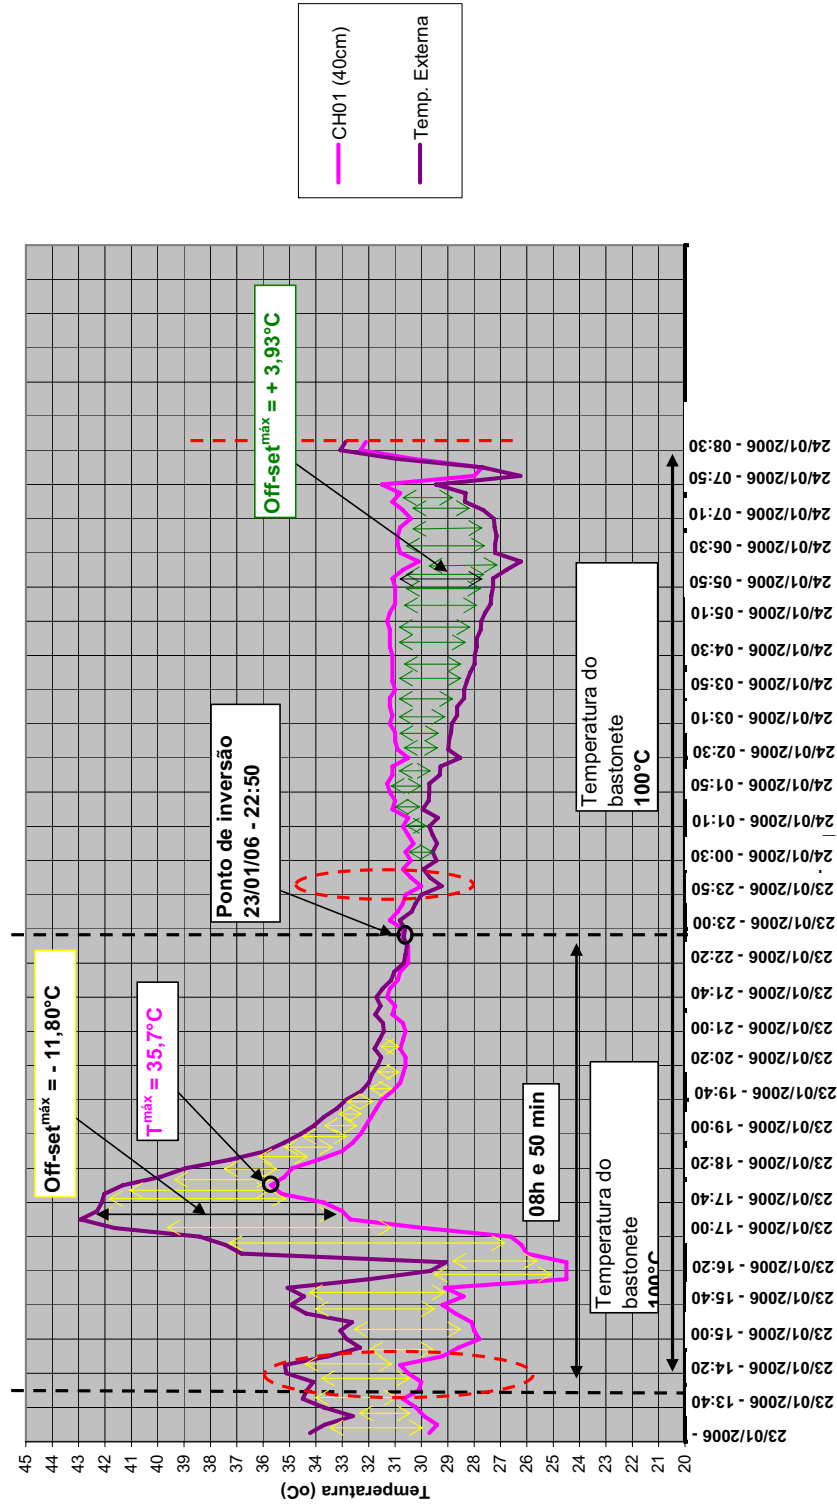 CH01 (40cm)
Temp. Externa
Off-setmáx = - 11,80°C
Tmáx = 35,7°C
Ponto de inversão
23/01/06 - 22:50
Off-setmáx = + 3,93°C
08h e 50 min
Temperatura do
bastonete
100°C
Temperatura do
bastonete
100°C
Temperatura (oC)
45
44
43
42
41
40
39
38
37
36
35
34
33
32
31
30
29
28
27
26
25
24
23
22
21
20
23/01/2006 -
23/01/2006 - 13:40
23/01/2006 - 14:20
23/01/2006 - 15:00
23/01/2006 - 15:40
23/01/2006 - 16:20
23/01/2006 - 17:00
23/01/2006 - 17:40
23/01/2006 - 18:20
23/01/2006 - 19:00
23/01/2006 - 19:40
23/01/2006 - 20:20
23/01/2006 - 21:00
23/01/2006 - 21:40
23/01/2006 - 22:20
23/01/2006 - 23:00
23/01/2006 - 23:50
24/01/2006 - 00:30
24/01/2006 - 01:10
24/01/2006 - 01:50
24/01/2006 - 02:30
24/01/2006 - 03:10
24/01/2006 - 03:50
24/01/2006 - 04:30
24/01/2006 - 05:10
24/01/2006 - 05:50
24/01/2006 - 06:30
24/01/2006 - 07:10
24/01/2006 - 07:50
24/01/2006 - 08:30